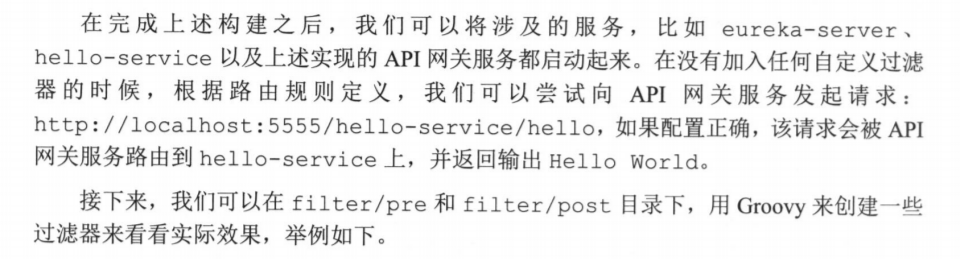 在完成上述构建之后，我们可以将涉及的服务，比如 eureka-server、
hello-service 以及上述实现的 API 网关服务都启动起来。在没有加入任何自定义过滤
器的时候，根据路由规则定义，我们可以尝试向 API 网关服务发起请求：
http://localhost:5555/hello-service/hello，如果配置正确，该请求会被 API
网关服务路由到 hello-service 上，并返回输出 Hello World。
接下来，我们可以在 filter/pre 和 filter/post 目录下，用 Groovy 来创建一些
过滤器来看看实际效果，举例如下。